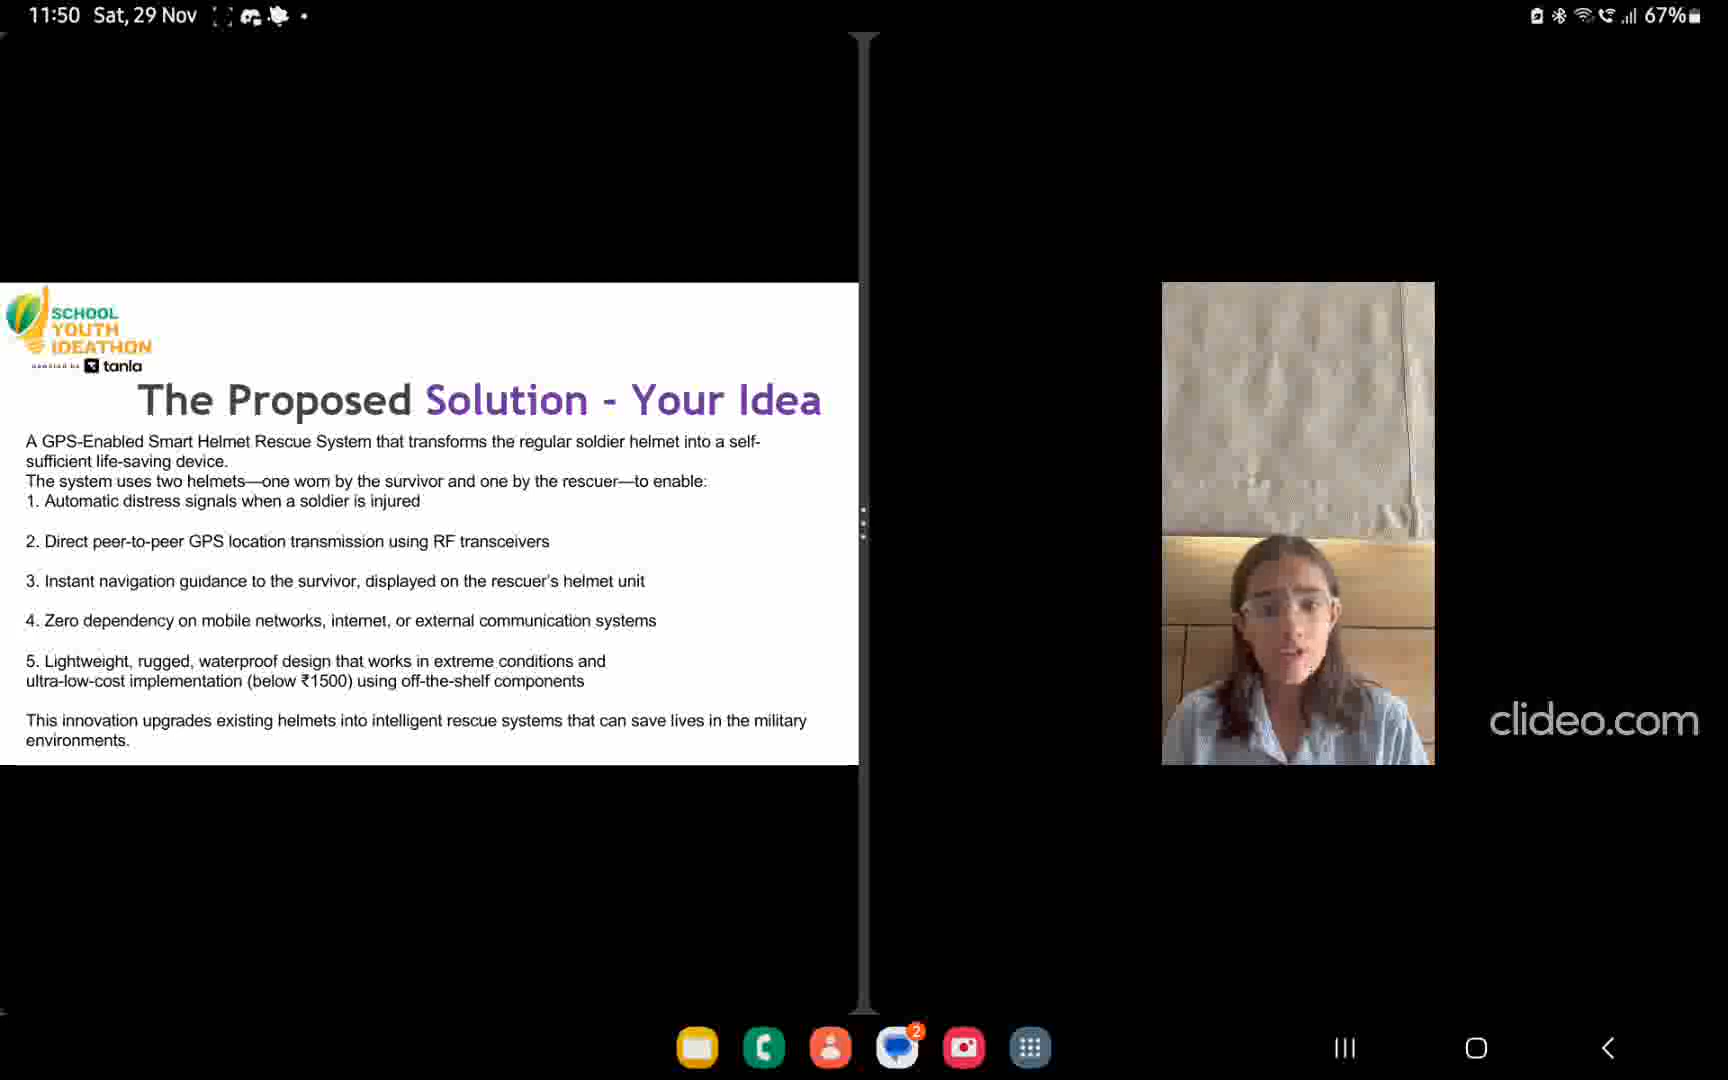 11:50 Sat, 29 Nov
67%
SCHOOL
YOUTH
IDEATHON
tanla
The Proposed Solution - Your Idea
A GPS-Enabled Smart Helmet Rescue System that transforms the regular soldier helmet into a self-
sufficient life-saving device.
The system uses two helmets—one worn by the survivor and one by the rescuer—to enable:
1. Automatic distress signals when a soldier is injured
2. Direct peer-to-peer GPS location transmission using RF transceivers
3. Instant navigation guidance to the survivor, displayed on the rescuer's helmet unit
4. Zero dependency on mobile networks, internet, or external communication systems
5. Lightweight, rugged, waterproof design that works in extreme conditions and
ultra-low-cost implementation (below ₹1500) using off-the-shelf components
This innovation upgrades existing helmets into intelligent rescue systems that can save lives in the military
environments.
clideo.com
2